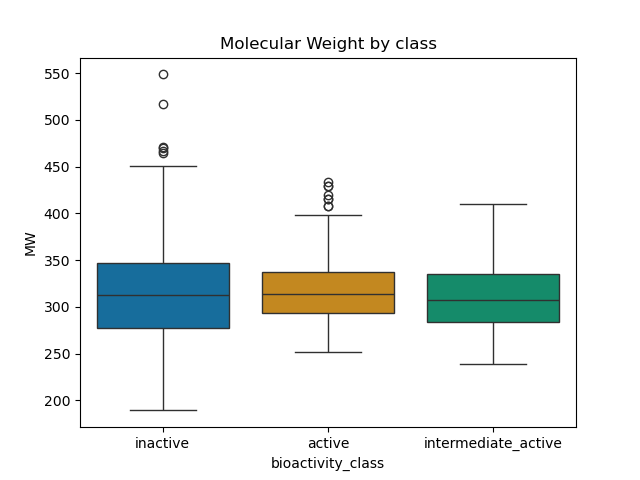 Molecular Weight by class
550
500
450
400
350
300
250
200
MW
inactive
active
intermediate_active
bioactivity_class